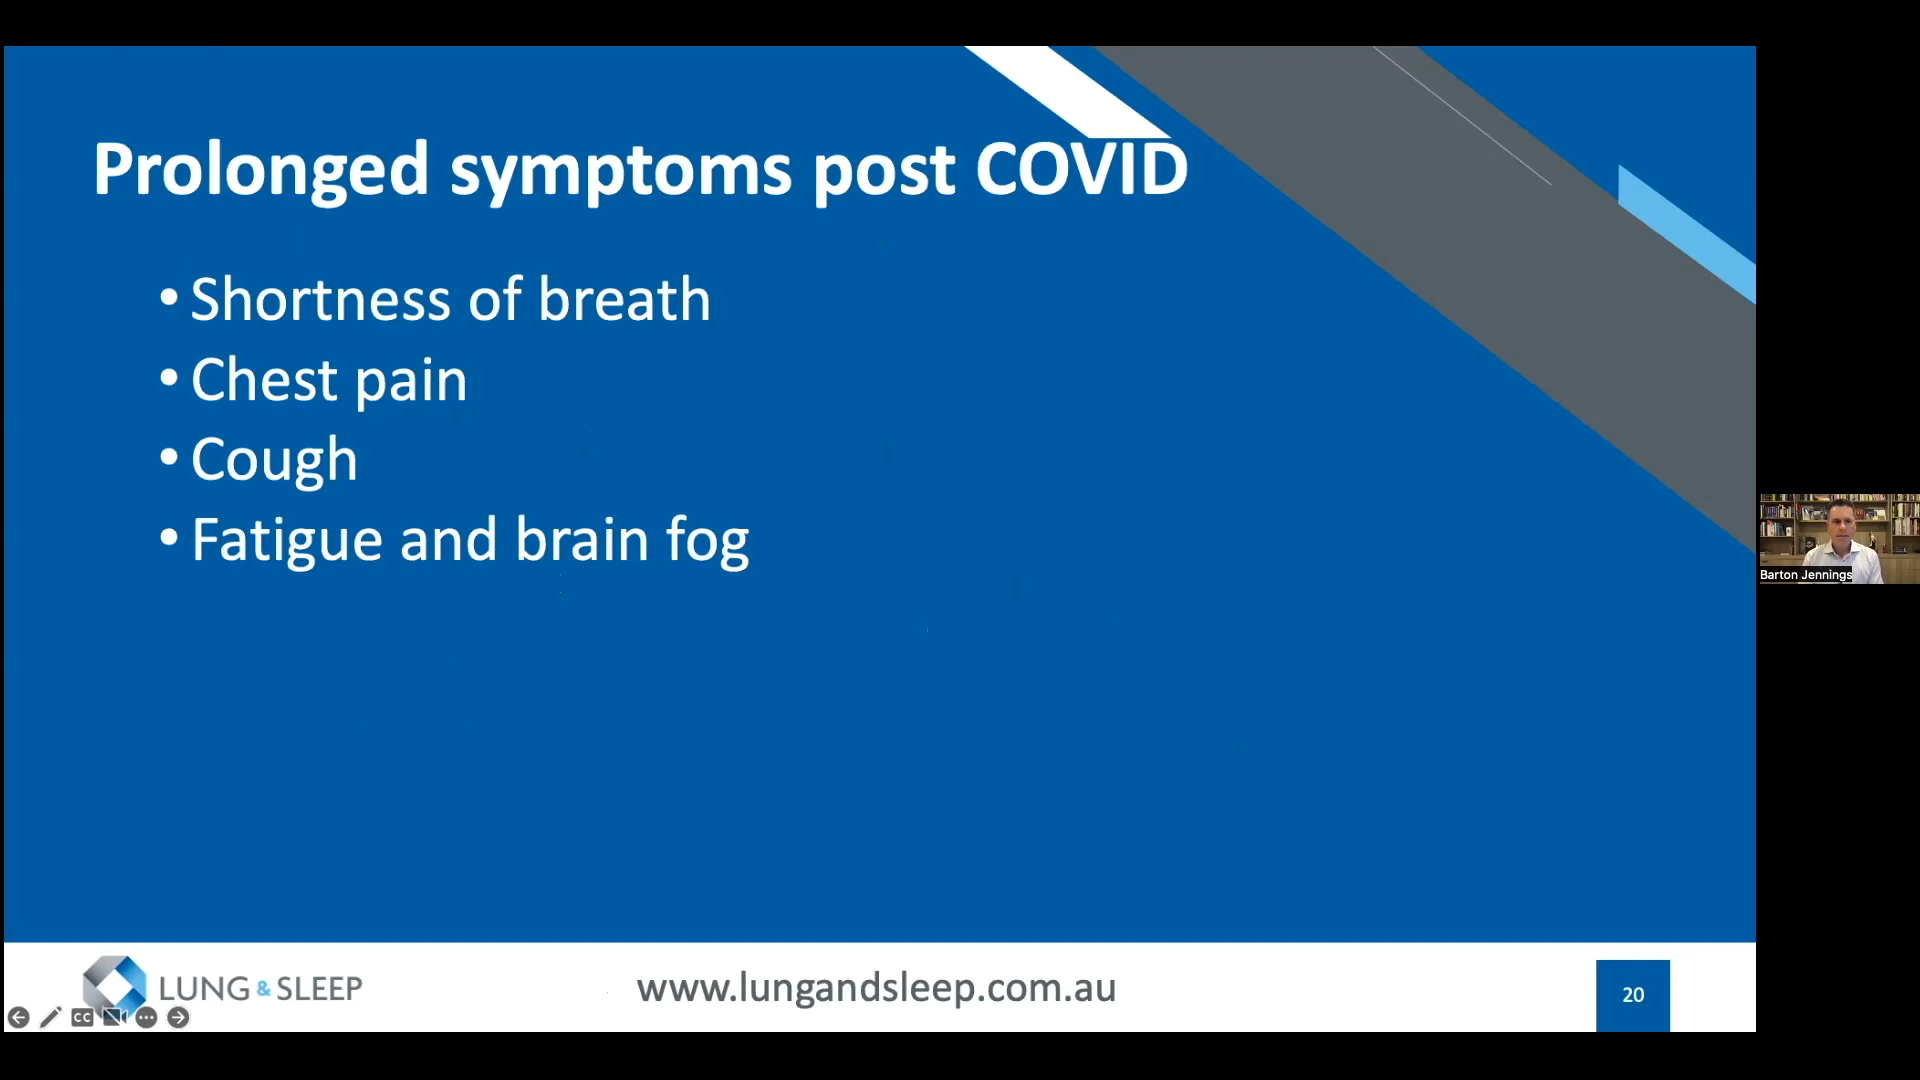 Prolonged symptoms post COVID
• Shortness of breath
• Chest pain
• Cough
• Fatigue and brain fog
Barton Jennings
LUNG & SLEEP
www.lungandsleep.com.au
20
CC